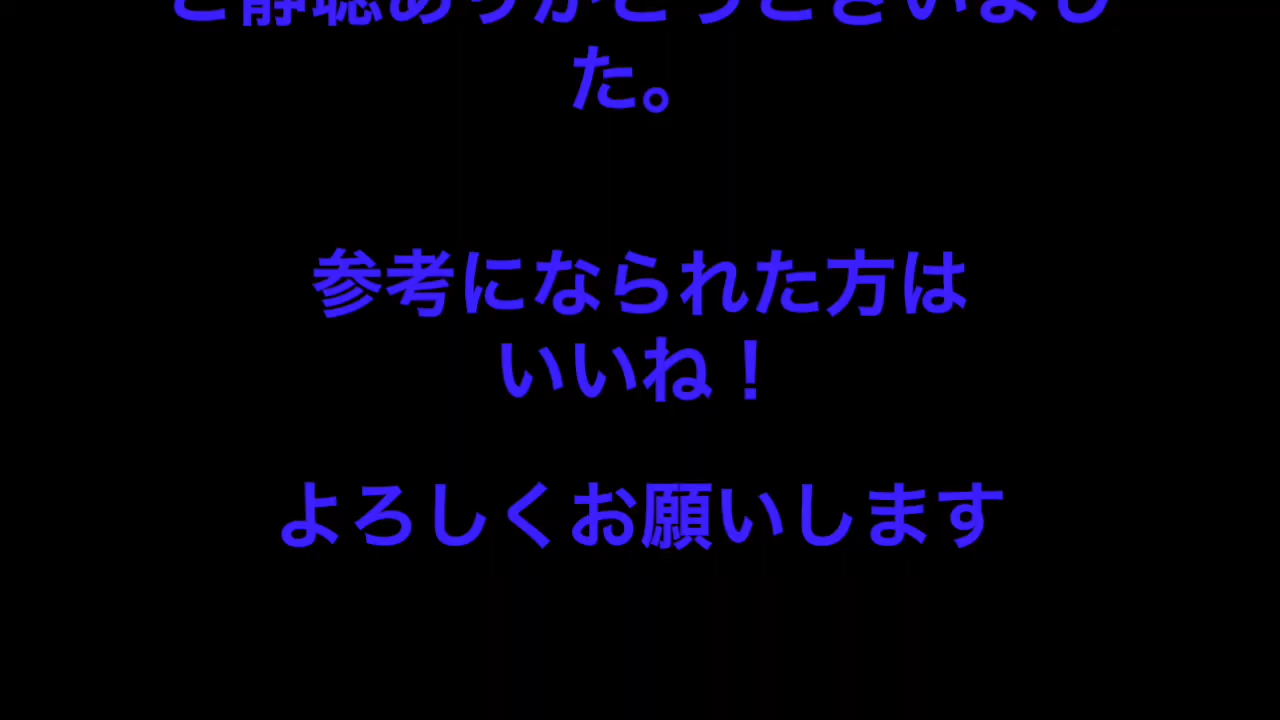 ご静聴ありがとうございまし
た。
参考になられた方は
いいね！
よろしくお願いします